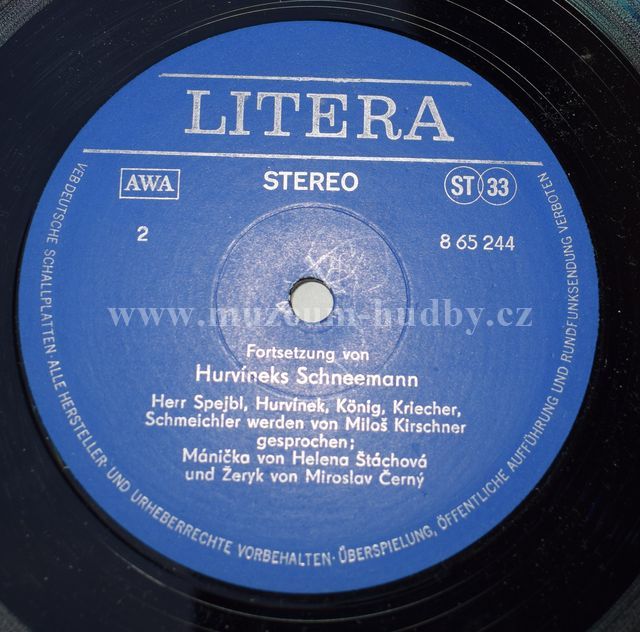 LITERA
AWA
STEREO
ST 33
2
8 65 244
www.muzeum-hudby.cz
Fortsetzung von
Hurvíneks Schneemann
Herr Spejbl, Hurvínek, König, Kriecher,
Schmeichler werden von Miloš Kirschner
gesprochen;
Mánička von Helena Štáchová
und Žeryk von Miroslav Černý
VEB DEUTSCHE SCHALLPLATTEN · ALLE HERSTELLER- UND URHEBERRECHTE VORBEHALTEN · ÜBERSPIELUNG, ÖFFENTLICHE AUFFÜHRUNG UND RUNDFUNKSENDUNG VERBOTEN